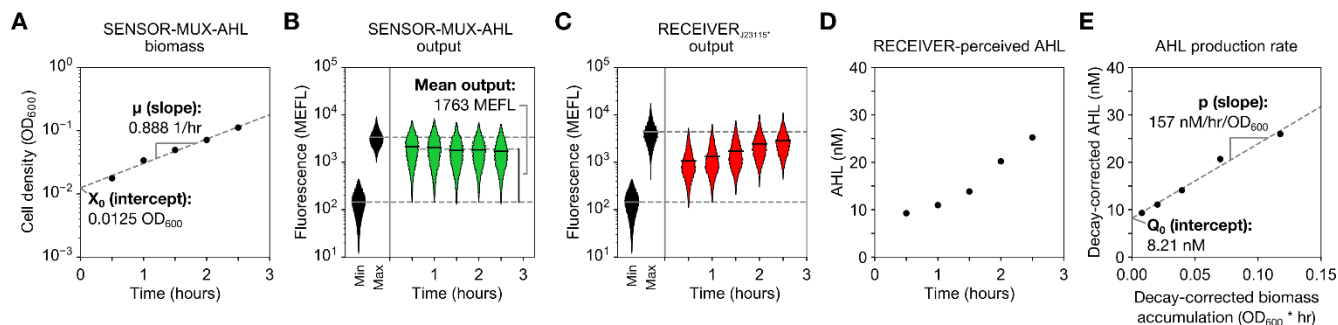 A
SENSOR-MUX-AHL
biomass
Cell density (OD600)
10⁰
10⁻¹
10⁻²
10⁻³
μ (slope):
0.888 1/hr
X0 (intercept):
0.0125 OD600
0
1
2
3
Time (hours)
B
SENSOR-MUX-AHL
output
Fluorescence (MEFL)
10⁵
10⁴
10³
10²
10¹
Mean output:
1763 MEFL
Min
Max
1
2
3
Time (hours)
C
RECEIVERJ23115*
output
Fluorescence (MEFL)
10⁵
10⁴
10³
10²
10¹
Min
Max
1
2
3
Time (hours)
D
RECEIVER-perceived AHL
AHL (nM)
40
30
20
10
0
0
1
2
3
Time (hours)
E
AHL production rate
Decay-corrected AHL (nM)
40
30
20
10
0
p (slope):
157 nM/hr/OD600
Q0 (intercept):
8.21 nM
0.00
0.05
0.10
0.15
Decay-corrected biomass
accumulation (OD600 * hr)